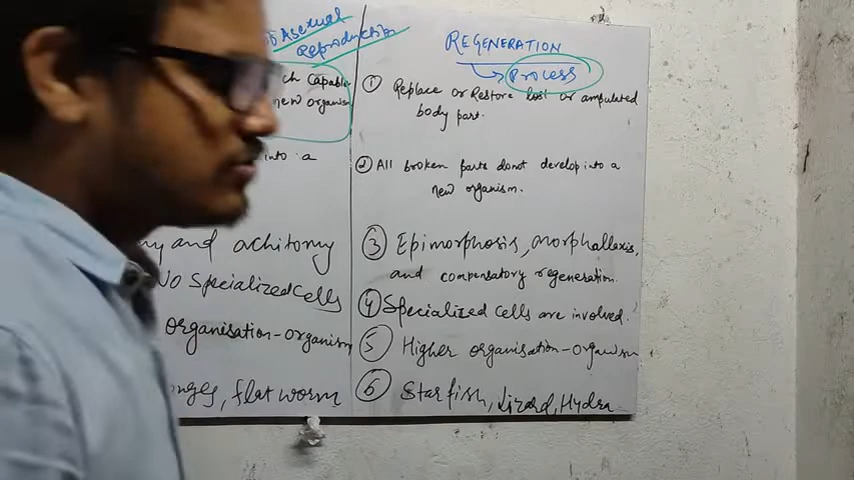 Asexual
Reproduction
ch capable
new organism
into a
and achitomy
No Specialized cells
organisation-organism
flat worm
REGENERATION
Process
① Replace or Restore lost or amputated
body part.
② All broken parts donot develop into a
new organism.
③ Epimorphosis, morphallaxis,
and compensatory regeneration.
④ Specialized cells are involved.
⑤ Higher organisation-organism
⑥ Starfish, lizard, Hydra